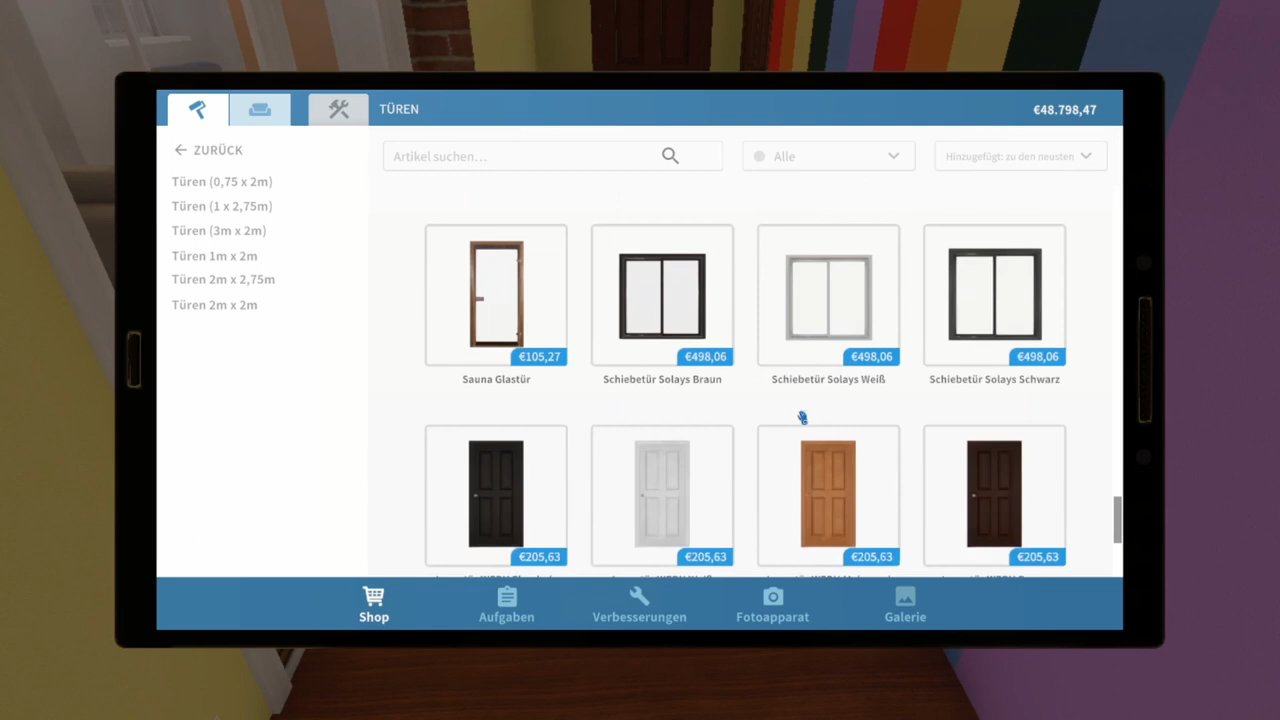 TÜREN
€48.798,47
ZURÜCK
Artikel suchen...
Alle
Hinzugefügt: zu den neusten
Türen (0,75 x 2m)
Türen (1 x 2,75m)
Türen (3m x 2m)
Türen 1m x 2m
Türen 2m x 2,75m
Türen 2m x 2m
€105,27
€498,06
€498,06
€498,06
Sauna Glastür
Schiebetür Solays Braun
Schiebetür Solays Weiß
Schiebetür Solays Schwarz
€205,63
€205,63
€205,63
€205,63
Shop
Aufgaben
Verbesserungen
Fotoapparat
Galerie